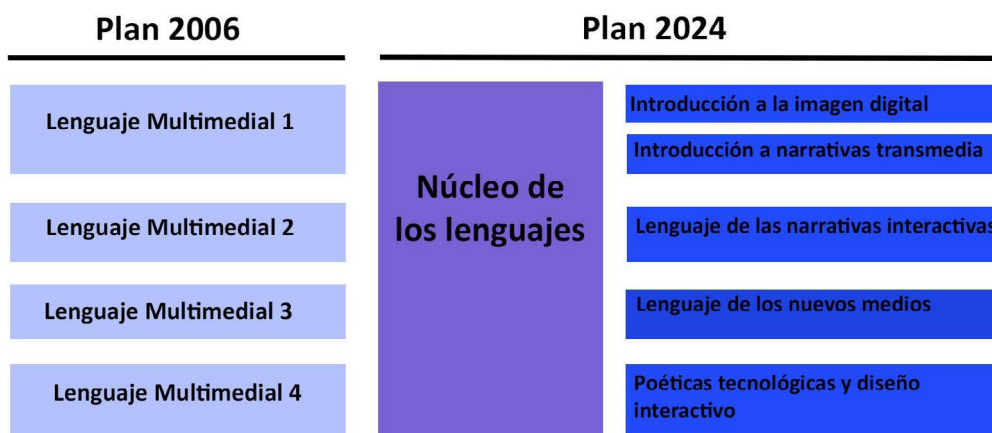 Plan 2006
Plan 2024
Lenguaje Multimedial 1
Lenguaje Multimedial 2
Lenguaje Multimedial 3
Lenguaje Multimedial 4
Núcleo de
los lenguajes
Introducción a la imagen digital
Introducción a narrativas transmedia
Lenguaje de las narrativas interactivas
Lenguaje de los nuevos medios
Poéticas tecnológicas y diseño
interactivo